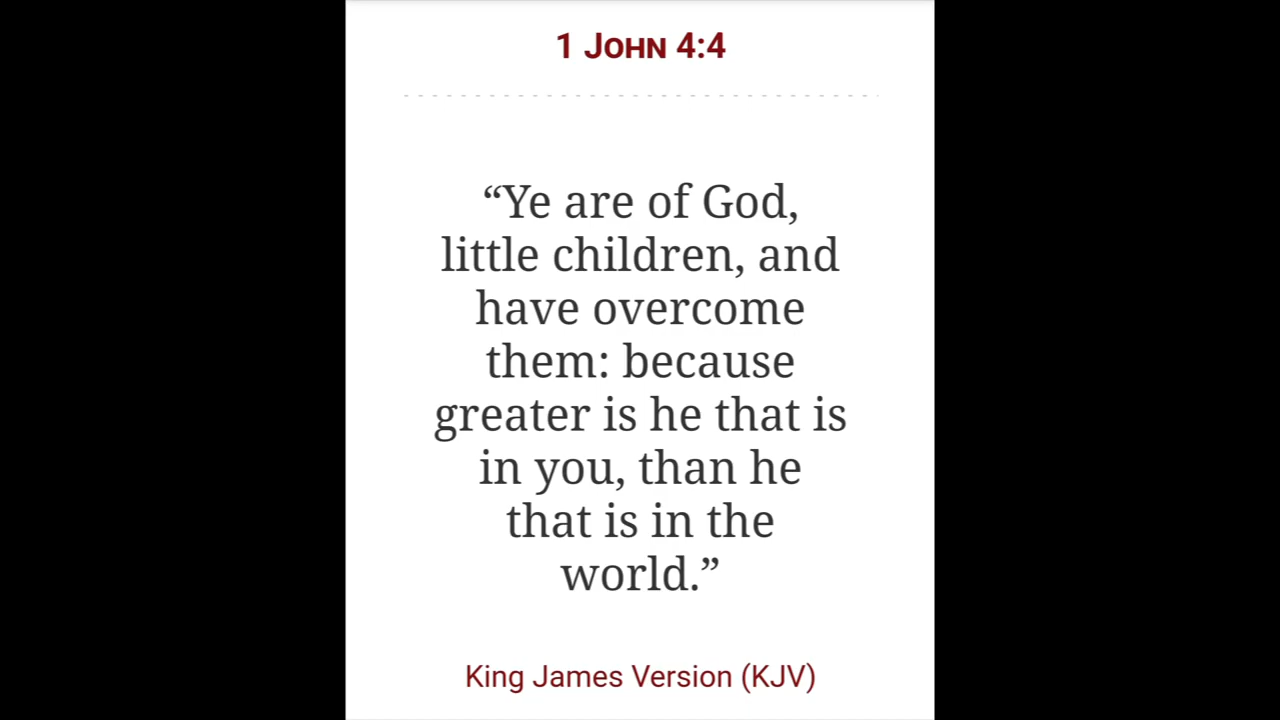 1 John 4:4
“Ye are of God,
little children, and
have overcome
them: because
greater is he that is
in you, than he
that is in the
world.”
King James Version (KJV)